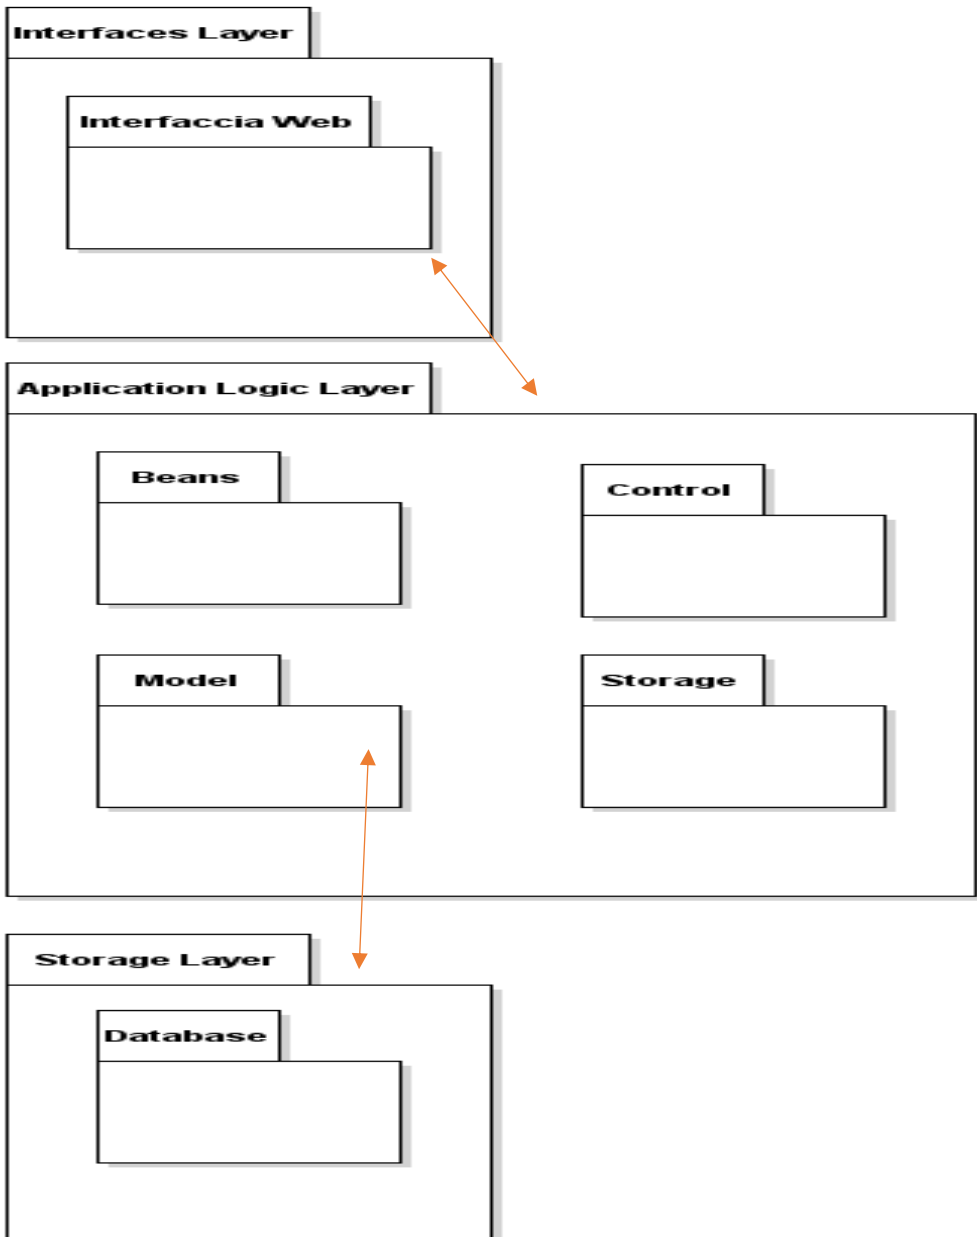 Interfaces Layer
Interfaccia Web
Application Logic Layer
Beans
Control
Model
Storage
Storage Layer
Database